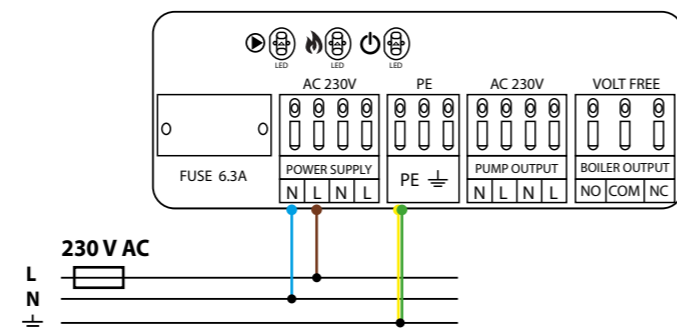 LED LED LED
AC 230V PE AC 230V VOLT FREE
FUSE 6.3A
POWER SUPPLY PE PUMP OUTPUT BOILER OUTPUT
N L N L N L N L NO COM NC
230 V AC
L
N